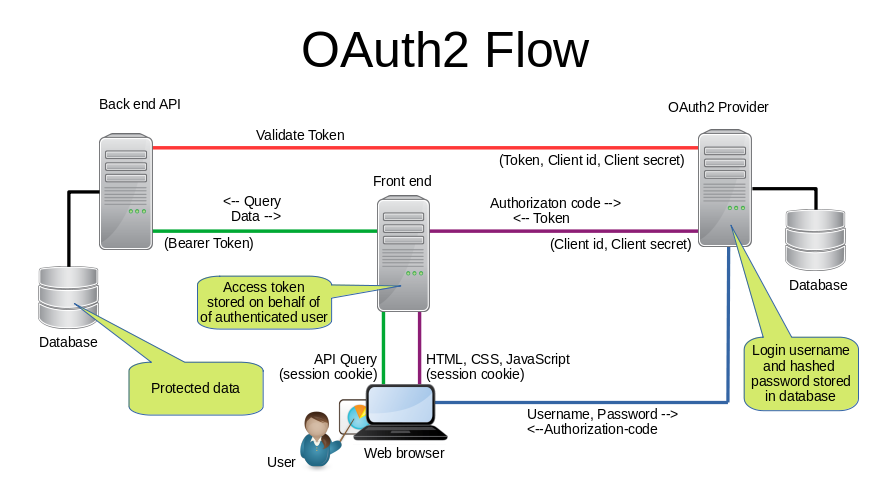 OAuth2 Flow
Back end API
OAuth2 Provider
Validate Token
(Token, Client id, Client secret)
Front end
<-- Query
Data -->
Authorizaton code -->
<-- Token
(Bearer Token)
(Client id, Client secret)
Access token
stored on behalf of
of authenticated user
Database
Database
Protected data
API Query
(session cookie)
HTML, CSS, JavaScript
(session cookie)
Login username
and hashed
password stored
in database
Username, Password -->
<--Authorization-code
User
Web browser